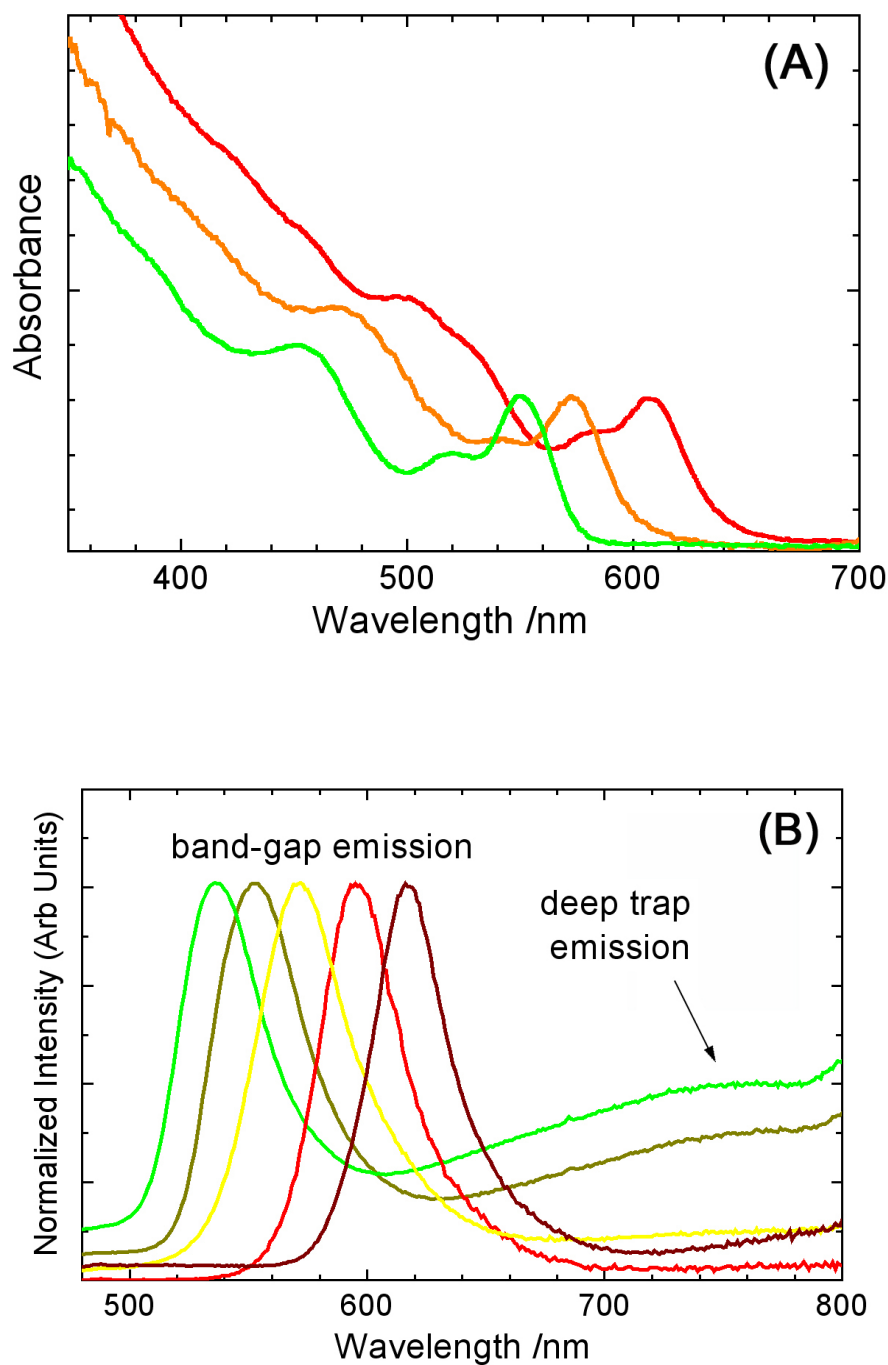 (A)
Absorbance
400 500 600 700
Wavelength /nm
(B)
band-gap emission
deep trap
emission
Normalized Intensity (Arb Units)
500 600 700 800
Wavelength /nm